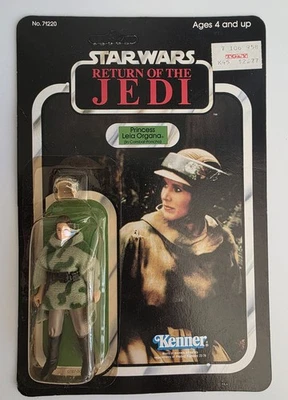 No. 71220
Ages 4 and up
STAR WARS
RETURN OF THE
JEDI
Princess
Leia Organa
(in Combat Poncho)
Kenner